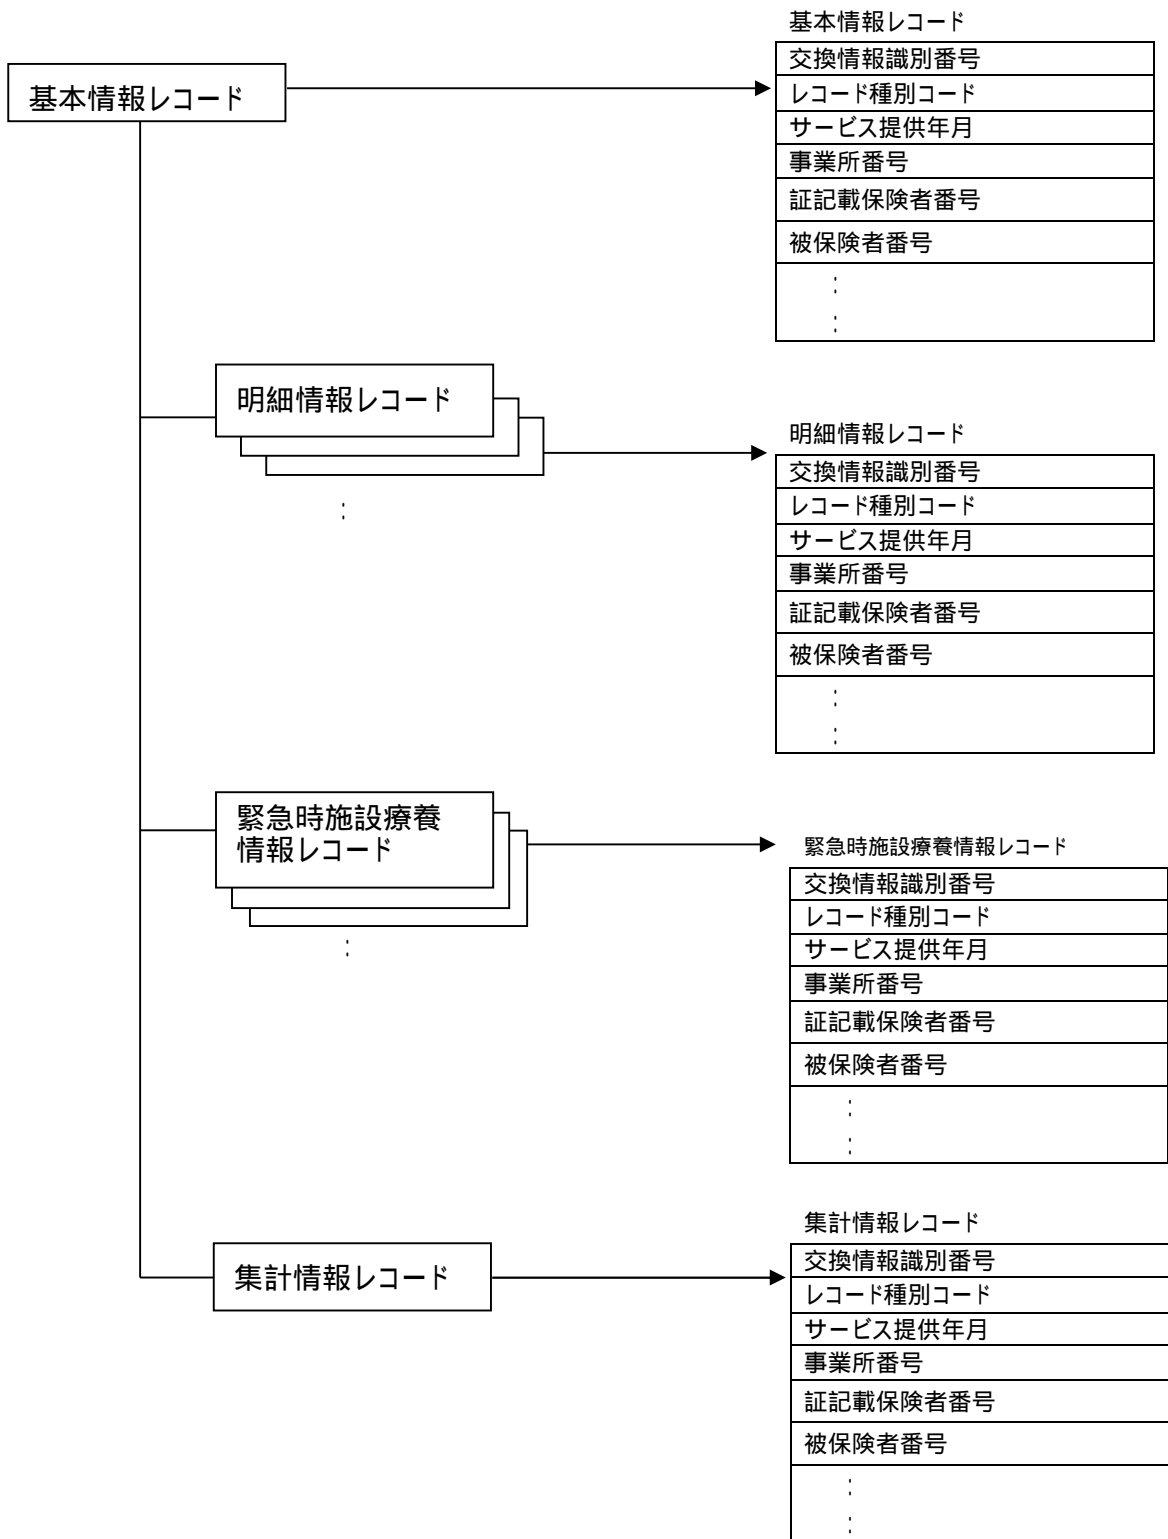 基本情報レコード
基本情報レコード
交換情報識別番号
レコード種別コード
サービス提供年月
事業所番号
証記載保険者番号
被保険者番号
:
:
明細情報レコード
:
明細情報レコード
交換情報識別番号
レコード種別コード
サービス提供年月
事業所番号
証記載保険者番号
被保険者番号
:
:
緊急時施設療養
情報レコード
:
緊急時施設療養情報レコード
交換情報識別番号
レコード種別コード
サービス提供年月
事業所番号
証記載保険者番号
被保険者番号
:
:
集計情報レコード
集計情報レコード
交換情報識別番号
レコード種別コード
サービス提供年月
事業所番号
証記載保険者番号
被保険者番号
:
: